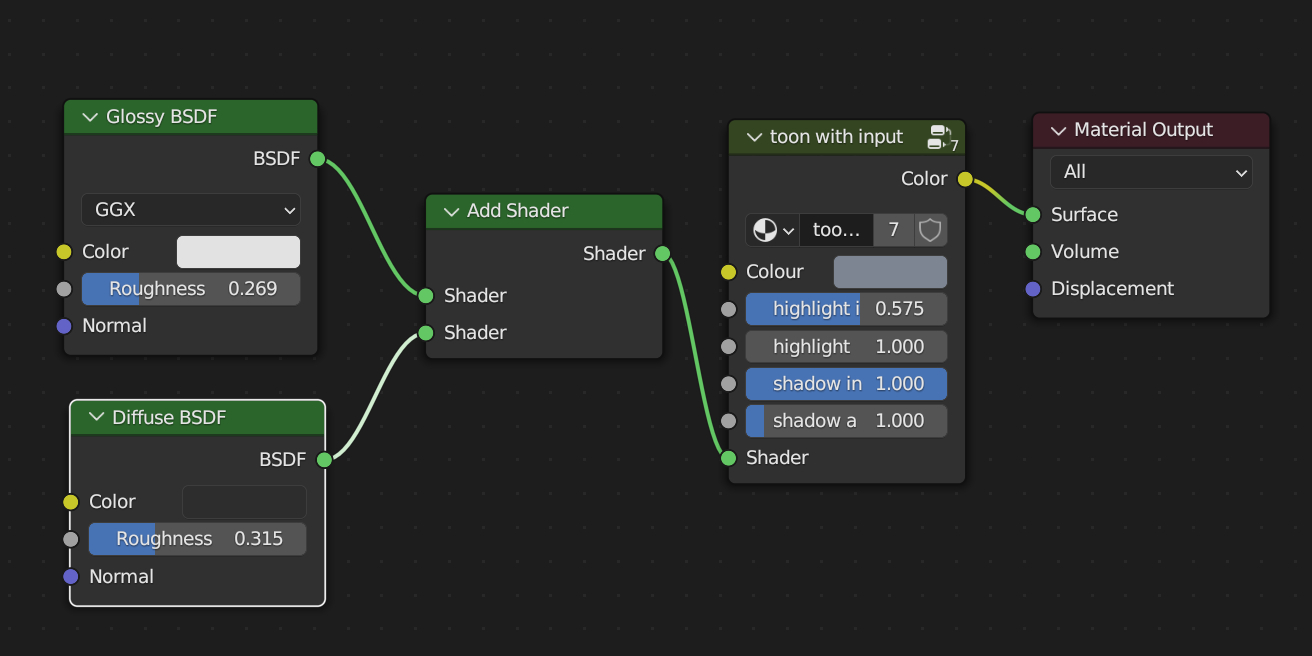 Glossy BSDF
BSDF
GGX
Color
Roughness 0.269
Normal
Diffuse BSDF
BSDF
Color
Roughness 0.315
Normal
Add Shader
Shader
Shader
Shader
toon with input 7
Color
too... 7
Colour
highlight i 0.575
highlight 1.000
shadow in 1.000
shadow a 1.000
Shader
Material Output
All
Surface
Volume
Displacement